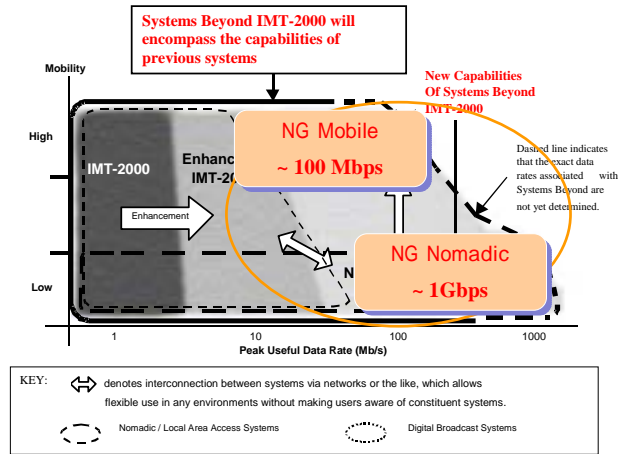 Systems Beyond IMT-2000 will
encompass the capabilities of
previous systems
Mobility
New Capabilities
Of Systems Beyond
IMT-2000
High
NG Mobile
~ 100 Mbps
Dashed line indicates
that the exact data
rates associated with
Systems Beyond are
not yet determined.
IMT-2000
Enhanc
IMT-20
Enhancement
Low
N
NG Nomadic
~ 1Gbps
1
10
100
1000
Peak Useful Data Rate (Mb/s)
KEY:
denotes interconnection between systems via networks or the like, which allows
flexible use in any environments without making users aware of constituent systems.
Nomadic / Local Area Access Systems
Digital Broadcast Systems